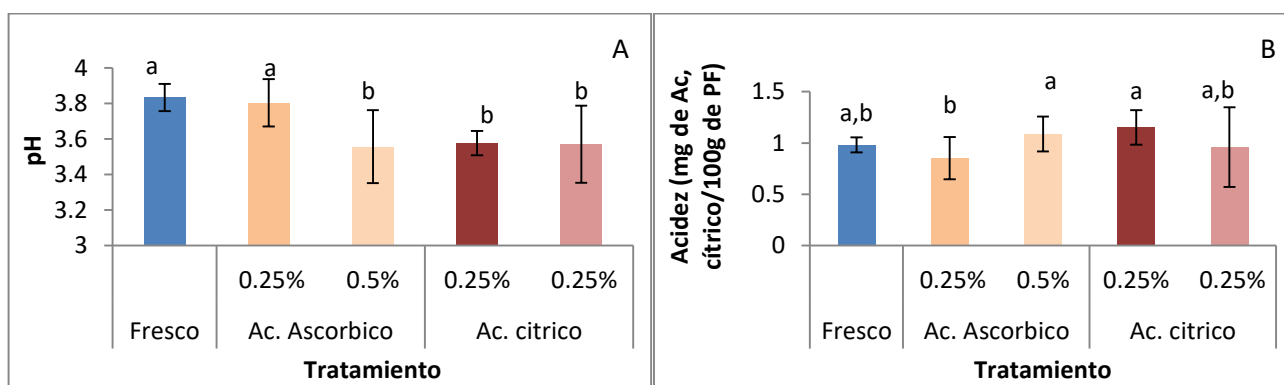 A
pH
4
3.8
3.6
3.4
3.2
3
a a b b b
0.25% 0.5% 0.25% 0.25%
Fresco Ac. Ascorbico Ac. citrico
Tratamiento
B
Acidez (mg de Ac,
cítrico/100g de PF)
1.5
1
0.5
0
a,b b a a a,b
0.25% 0.5% 0.25% 0.25%
Fresco Ac. Ascorbico Ac. citrico
Tratamiento